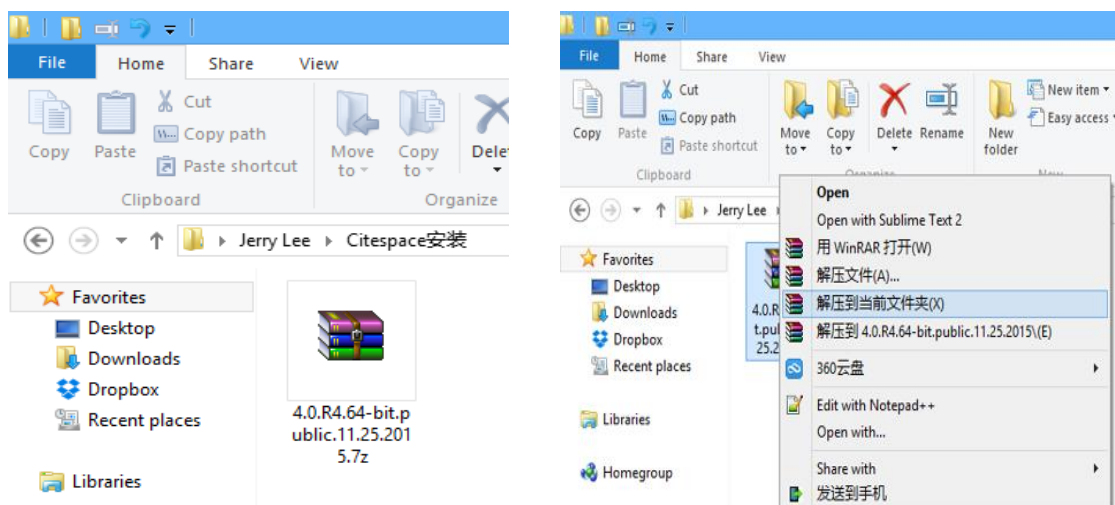 File Home Share View
Cut
Copy path
Paste shortcut
Copy Paste Move to Copy to
Clipboard Organize
Jerry Lee Citespace安装
Favorites
Desktop
Downloads
Dropbox
Recent places
Libraries
4.0.R4.64-bit.p
ublic.11.25.201
5.7z
File Home Share View
Cut
Copy path
Paste shortcut
Copy Paste Move to Copy to Delete Rename New folder
New item
Easy access
Clipboard
Jerry Lee
Favorites
Desktop
Downloads
Dropbox
Recent places
Libraries
Homegroup
Open
Open with Sublime Text 2
用 WinRAR 打开(W)
解压文件(A)...
解压到当前文件夹(X)
解压到 4.0.R4.64-bit.public.11.25.2015\(E)
360云盘
Edit with Notepad++
Open with...
Share with
发送到手机